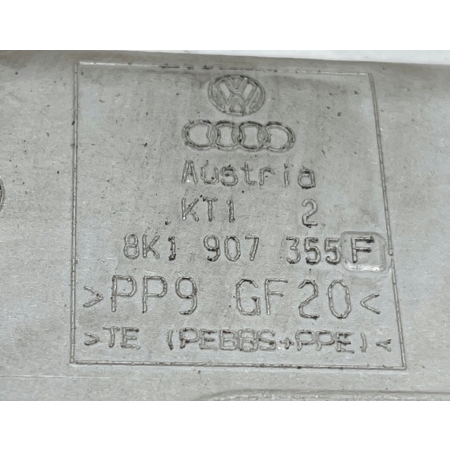 Austria
KT1 2
8K1 907 355 F
>PP9 GF20<
>TE (PEBBS+PPE)<